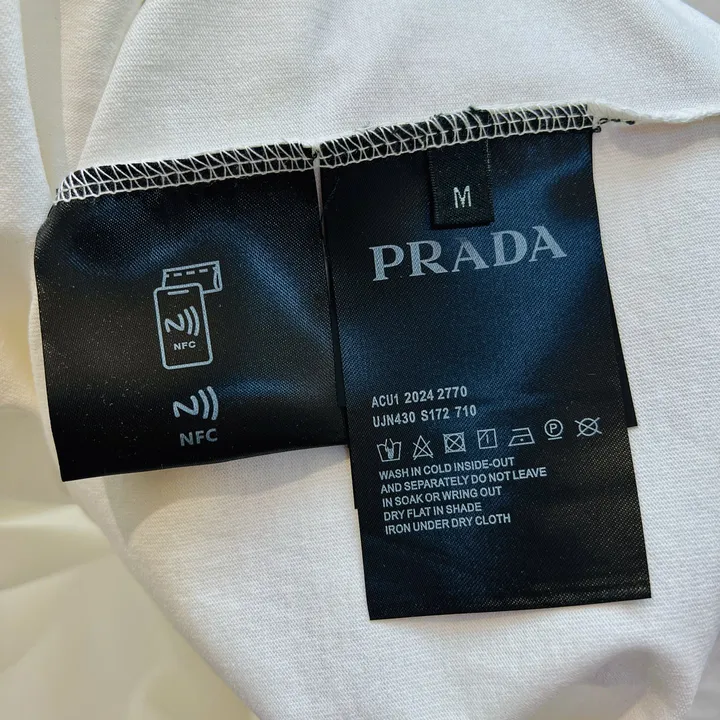 NFC
NFC
M
PRADA
ACU1 2024 2770
UJN430 S172 710
WASH IN COLD INSIDE-OUT
AND SEPARATELY DO NOT LEAVE
IN SOAK OR WRING OUT
DRY FLAT IN SHADE
IRON UNDER DRY CLOTH